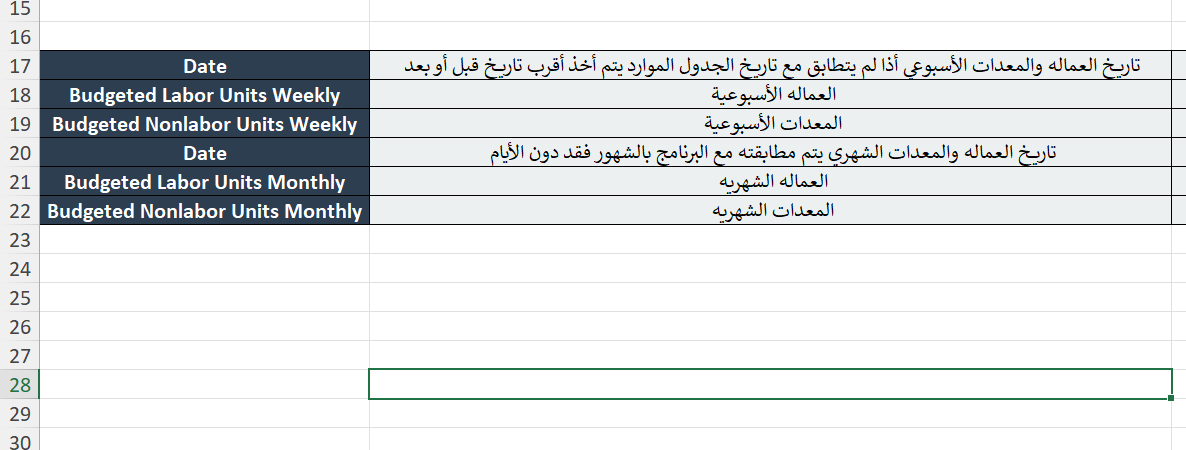 15
16
17 Date تاريخ العماله والمعدات الأسبوعي أذا لم يتطابق مع تاريخ الجدول الموارد يتم أخذ أقرب تاريخ قبل أو بعد
18 Budgeted Labor Units Weekly العماله الأسبوعية
19 Budgeted Nonlabor Units Weekly المعدات الأسبوعية
20 Date تاريخ العماله والمعدات الشهري يتم مطابقته مع البرنامج بالشهور فقد دون الأيام
21 Budgeted Labor Units Monthly العماله الشهريه
22 Budgeted Nonlabor Units Monthly المعدات الشهريه
23
24
25
26
27
28
29
30